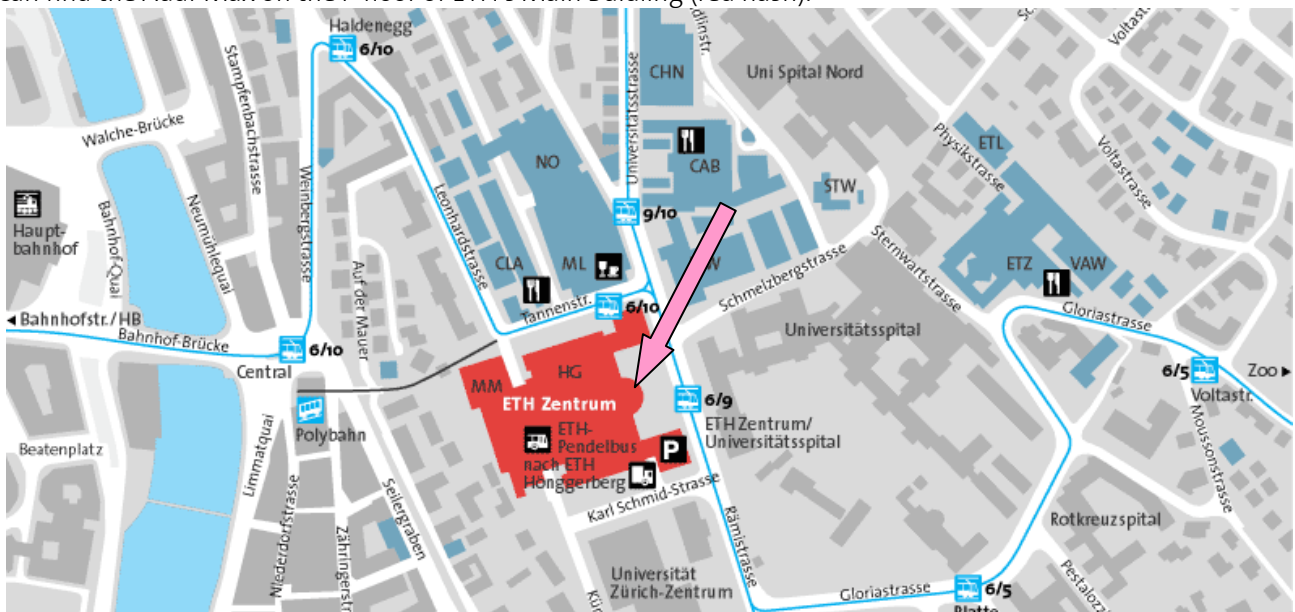 Haldenegg
6/10
Stampfenbachstrasse
Walche-Brücke
Neumühlequai
Bahnhof-Quai
Haupt-
bahnhof
Weinbergstrasse
Leonhardstrasse
Auf der Mauer
◄ Bahnhofstr./HB
Bahnhof-Brücke
6/10
Central
Polybahn
Beatenplatz
Limmatquai
Niederdorfstrasse
Seilergraben
NO
CLA
ML
Tannenstr.
6/10
Universitätsstrasse
9/10
CHN
CAB
Uni Spital Nord
STW
Schmelzbergstrasse
Sternwartstrasse
Physikstrasse
ETL
ETZ
VAW
Voltastrasse
Gloriastrasse
6/5
Voltastr.
Zoo ►
Moussonstrasse
MM
HG
ETH Zentrum
ETH-
Pendelbus
nach ETH
Hönggerberg
P
Karl Schmid-Strasse
6/9
ETH Zentrum/
Universitätsspital
Universitätsspital
Rämistrasse
Universität
Zürich-Zentrum
Gloriastrasse
6/5
Rotkreuzspital